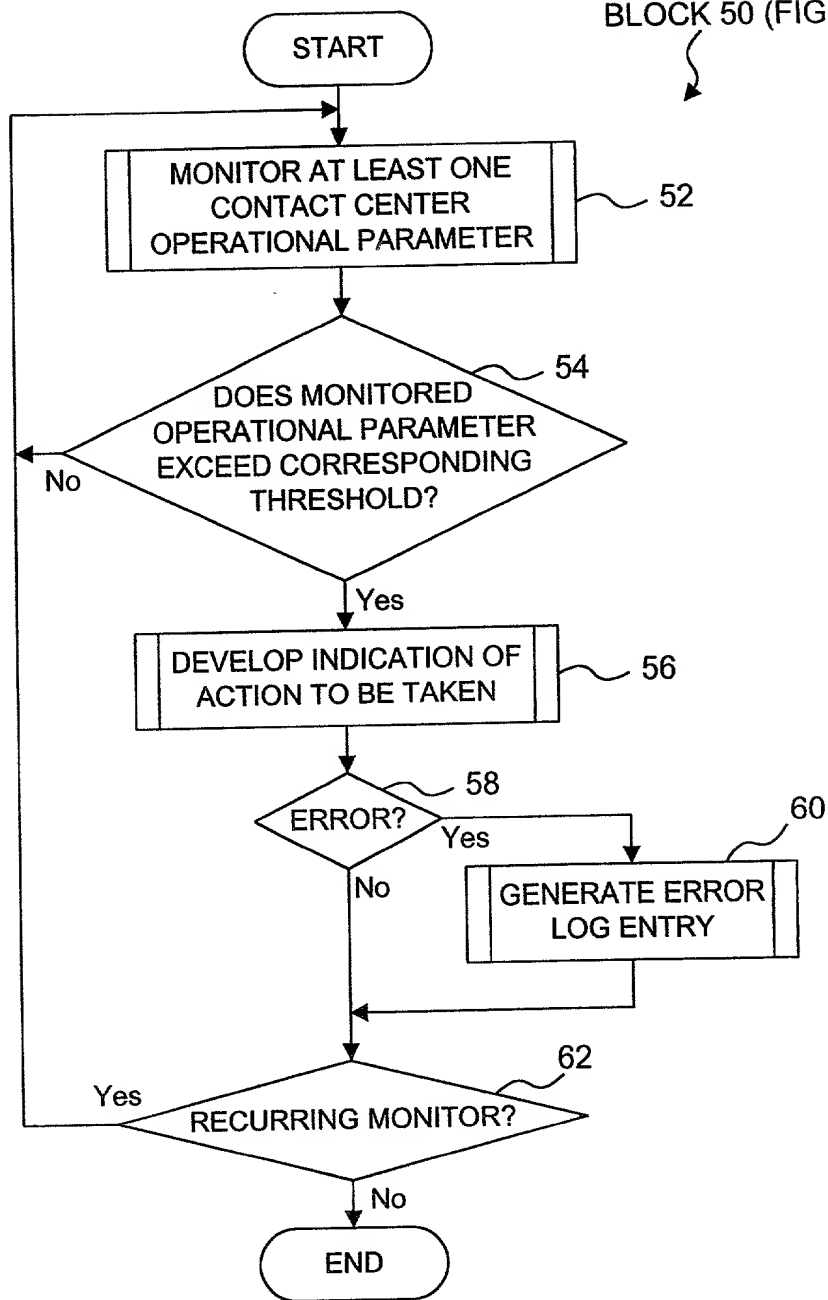 BLOCK 50 (FIG
START
MONITOR AT LEAST ONE
CONTACT CENTER
OPERATIONAL PARAMETER
52
54
DOES MONITORED
OPERATIONAL PARAMETER
EXCEED CORRESPONDING
THRESHOLD?
No
Yes
DEVELOP INDICATION OF
ACTION TO BE TAKEN
56
58
ERROR?
Yes
No
60
GENERATE ERROR
LOG ENTRY
62
Yes
RECURRING MONITOR?
No
END